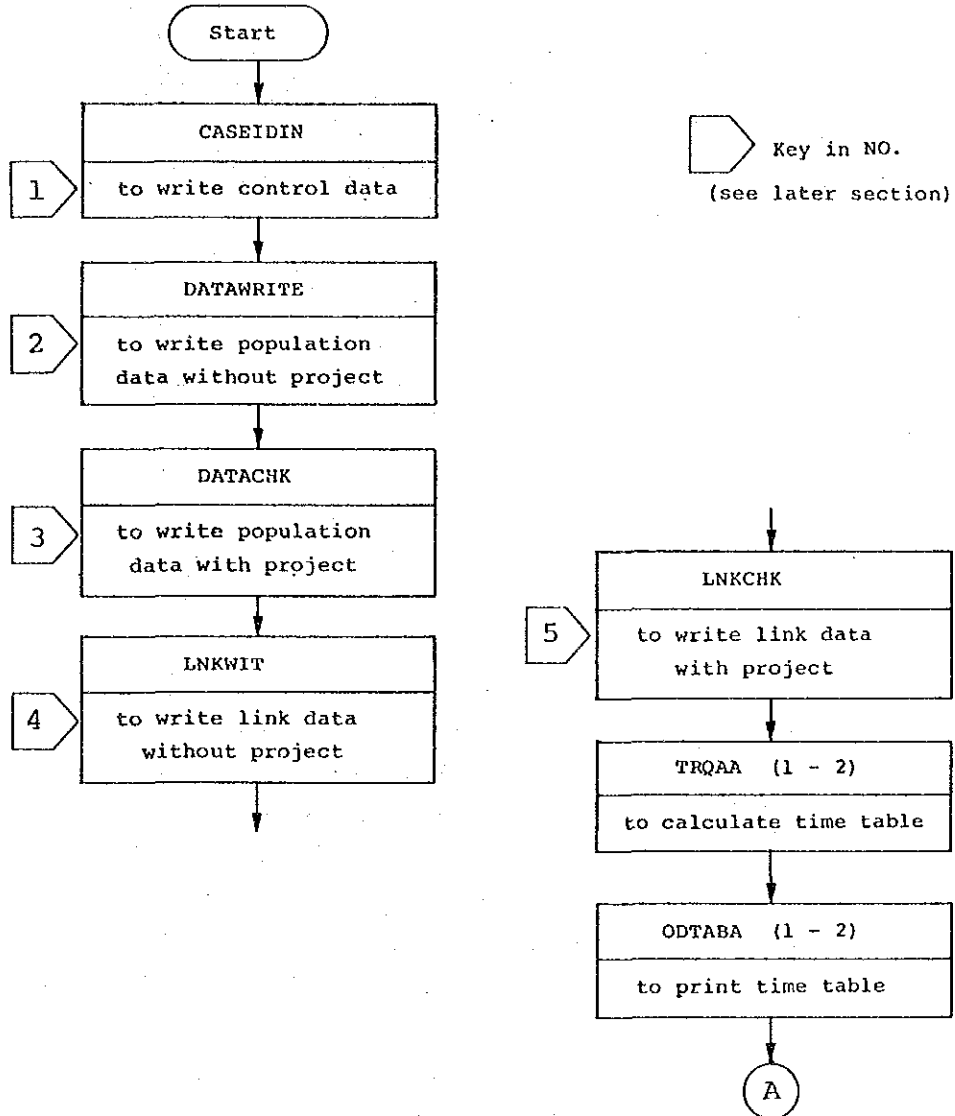 Start
CASEIDIN
1
to write control data
DATAWRITE
2
to write population
data without project
DATACHK
3
to write population
data with project
LNKWIT
4
to write link data
without project
Key in NO.
(see later section)
LNKCHK
5
to write link data
with project
TRQAA (1 - 2)
to calculate time table
ODTABA (1 - 2)
to print time table
A